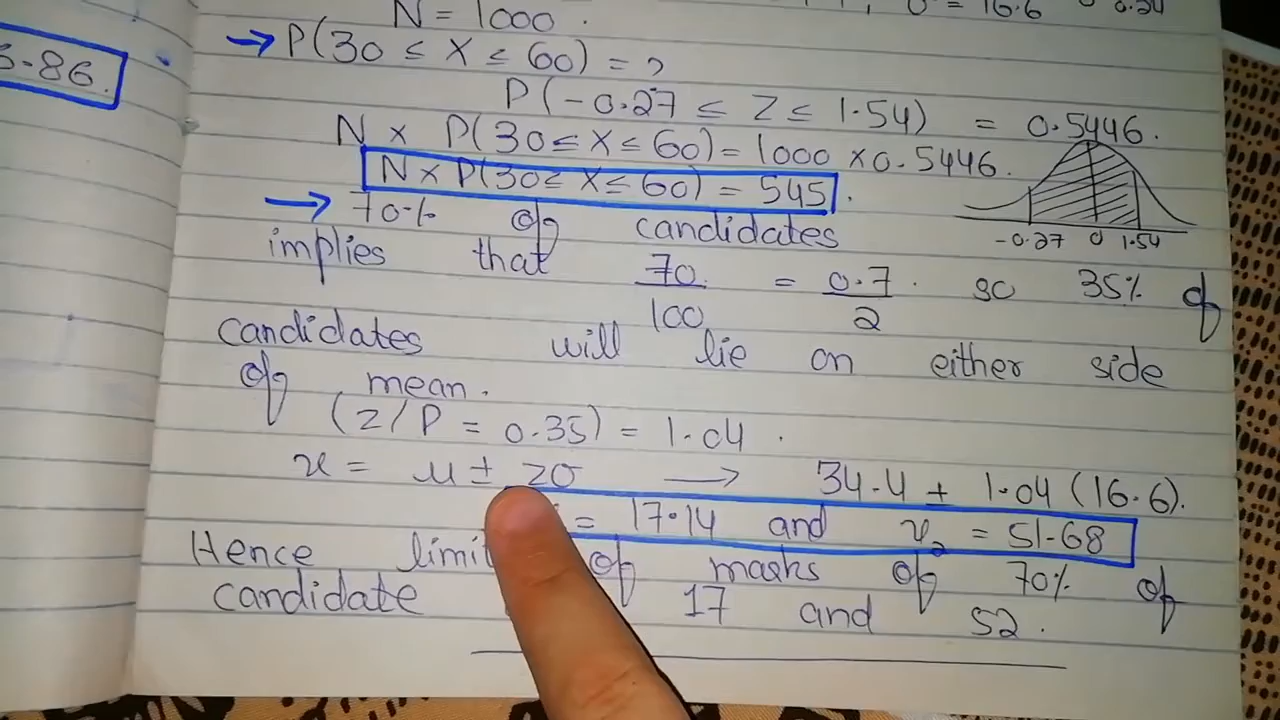 N = 1000 .
σ = 16.6
3-86.
→ P(30 ≤ X ≤ 60) = ?
P(-0.27 ≤ Z ≤ 1.54) = 0.5446.
N × P(30 ≤ X ≤ 60) = 1000 × 0.5446.
N × P(30 ≤ X ≤ 60) = 545 .
-0.27 0 1.54
→ 70% of candidates
implies that 70/100 = 0.7/2 . so 35% of
candidates will lie on either side
of mean.
(Z/P = 0.35) = 1.04 .
x = μ ± zσ → 34.4 ± 1.04 (16.6).
= 17.14 and x₂ = 51.68
Hence limit of marks of 70% of
candidate 17 and 52 .